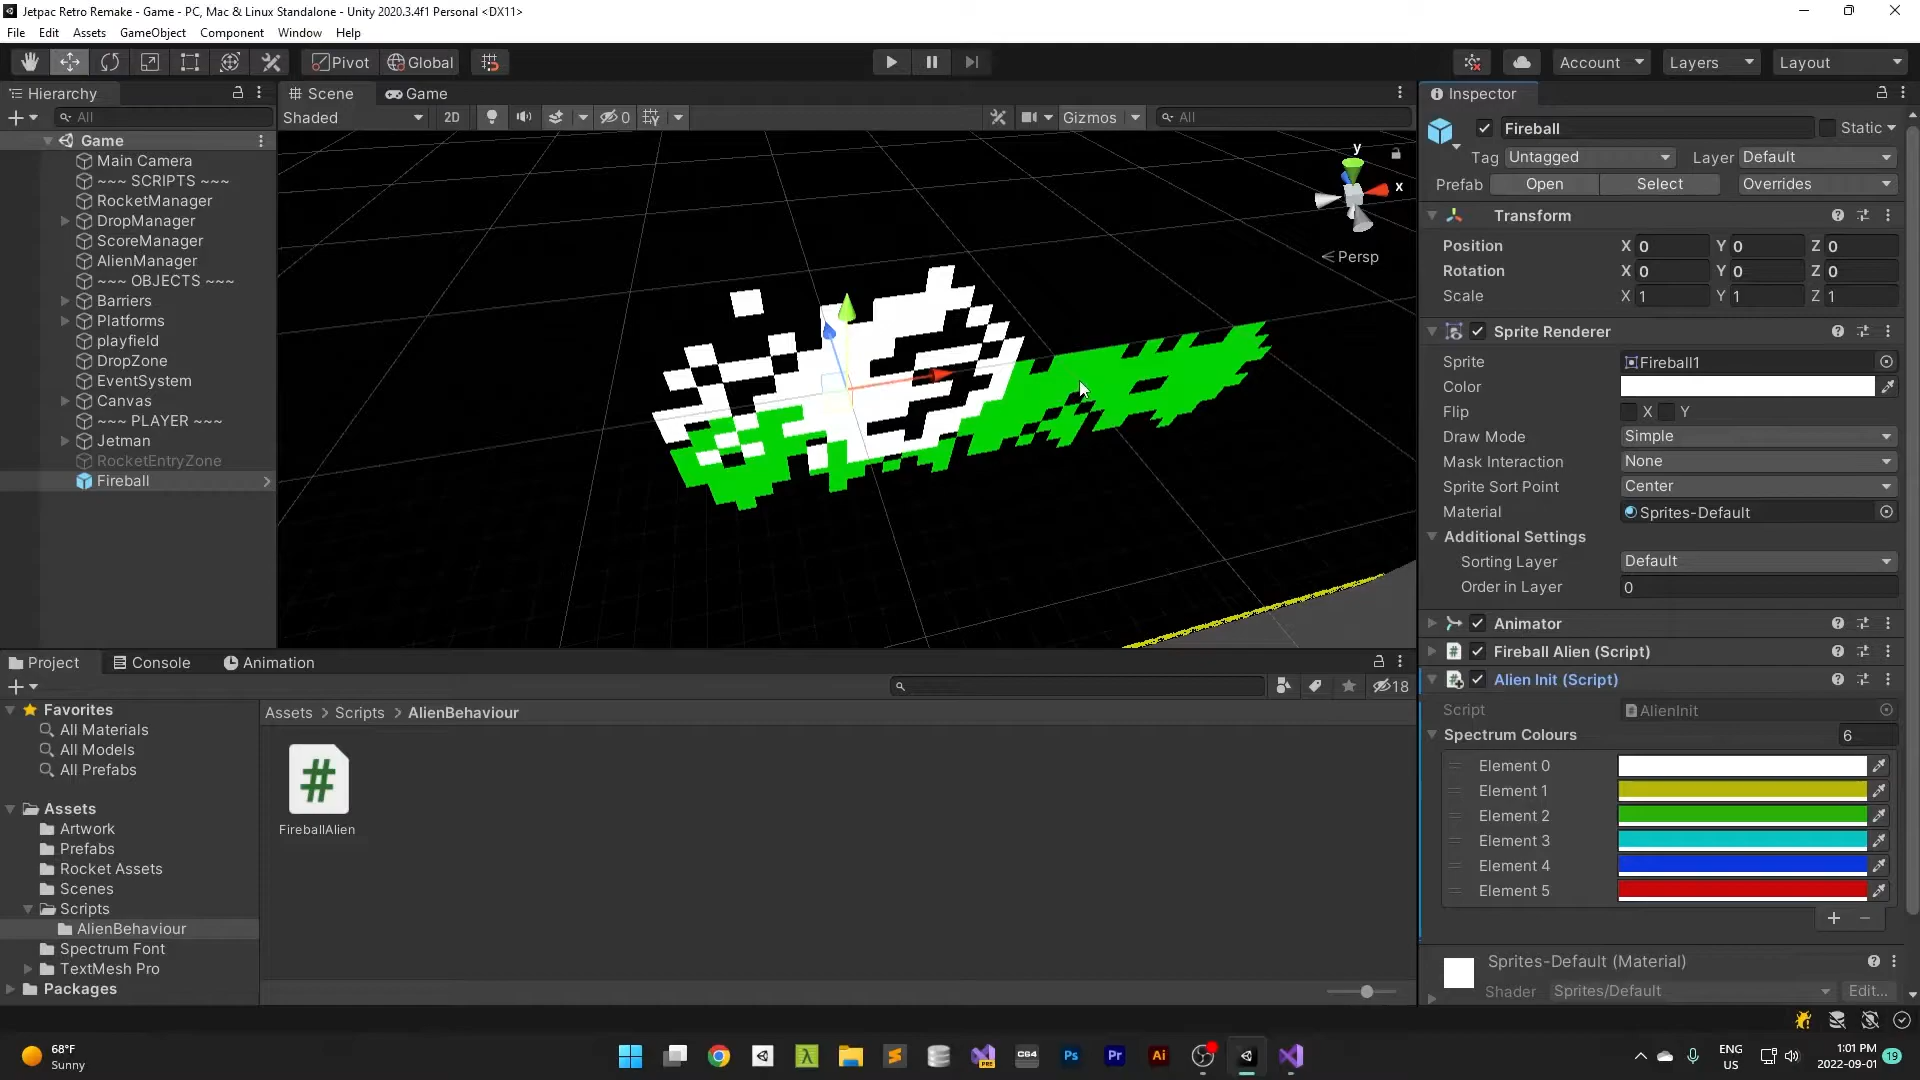 Jetpac Retro Remake - Game - PC, Mac & Linux Standalone - Unity 2020.3.4f1 Personal <DX11>
File Edit Assets GameObject Component Window Help
Pivot Global Account Layers Layout
Hierarchy
All
Game
Main Camera
~~~ SCRIPTS ~~~
RocketManager
DropManager
ScoreManager
AlienManager
~~~ OBJECTS ~~~
Barriers
Platforms
playfield
DropZone
EventSystem
Canvas
~~~ PLAYER ~~~
Jetman
RocketEntryZone
Fireball
Scene Game
Shaded 2D 0 Gizmos All
y
x
Persp
Inspector
Fireball Static
Tag Untagged Layer Default
Prefab Open Select Overrides
Transform
Position X 0 Y 0 Z 0
Rotation X 0 Y 0 Z 0
Scale X 1 Y 1 Z 1
Sprite Renderer
Sprite Fireball1
Color
Flip X Y
Draw Mode Simple
Mask Interaction None
Sprite Sort Point Center
Material Sprites-Default
Additional Settings
Sorting Layer Default
Order in Layer 0
Animator
# Fireball Alien (Script)
# Alien Init (Script)
Script AlienInit
Spectrum Colours 6
Element 0
Element 1
Element 2
Element 3
Element 4
Element 5
Sprites-Default (Material)
Shader Sprites/Default Edit...
Project Console Animation
18
Favorites
All Materials
All Models
All Prefabs
Assets
Artwork
Prefabs
Rocket Assets
Scenes
Scripts
AlienBehaviour
Spectrum Font
TextMesh Pro
Packages
Assets > Scripts > AlienBehaviour
#
FireballAlien
68°F
Sunny
PRE
CG4
Ps
Pr
Ai
ENG
US
1:01 PM
2022-09-01
19